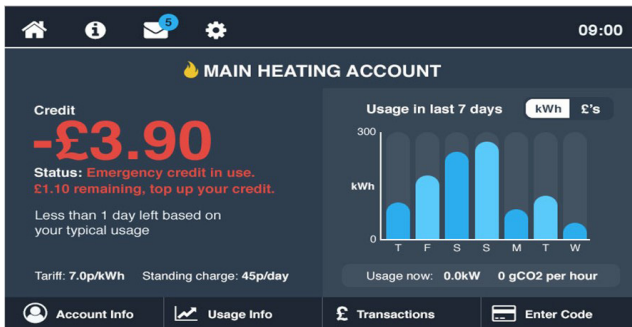 5
09:00
MAIN HEATING ACCOUNT
Credit
-£3.90
Status: Emergency credit in use.
£1.10 remaining, top up your credit.
Less than 1 day left based on
your typical usage
Tariff: 7.0p/kWh Standing charge: 45p/day
Usage in last 7 days kWh £'s
300
kWh
0
T F S S M T W
Usage now: 0.0kW 0 gCO2 per hour
Account Info Usage Info £ Transactions Enter Code